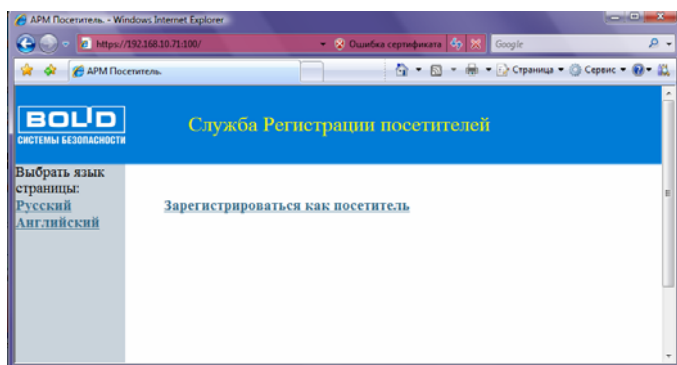 АРМ Посетитель. - Windows Internet Explorer
https://192.168.10.71:100/ Ошибка сертификата Google
АРМ Посетитель. Страница Сервис
BOLID
СИСТЕМЫ БЕЗОПАСНОСТИ
Служба Регистрации посетителей
Выбрать язык
страницы:
Русский
Английский
Зарегистрироваться как посетитель